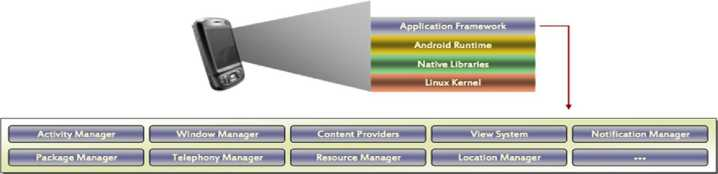 Application Framework
Android Runtime
Native Libraries
Linux Kernel
Activity Manager Window Manager Content Providers View System Notification Manager
Package Manager Telephony Manager Resource Manager Location Manager ---